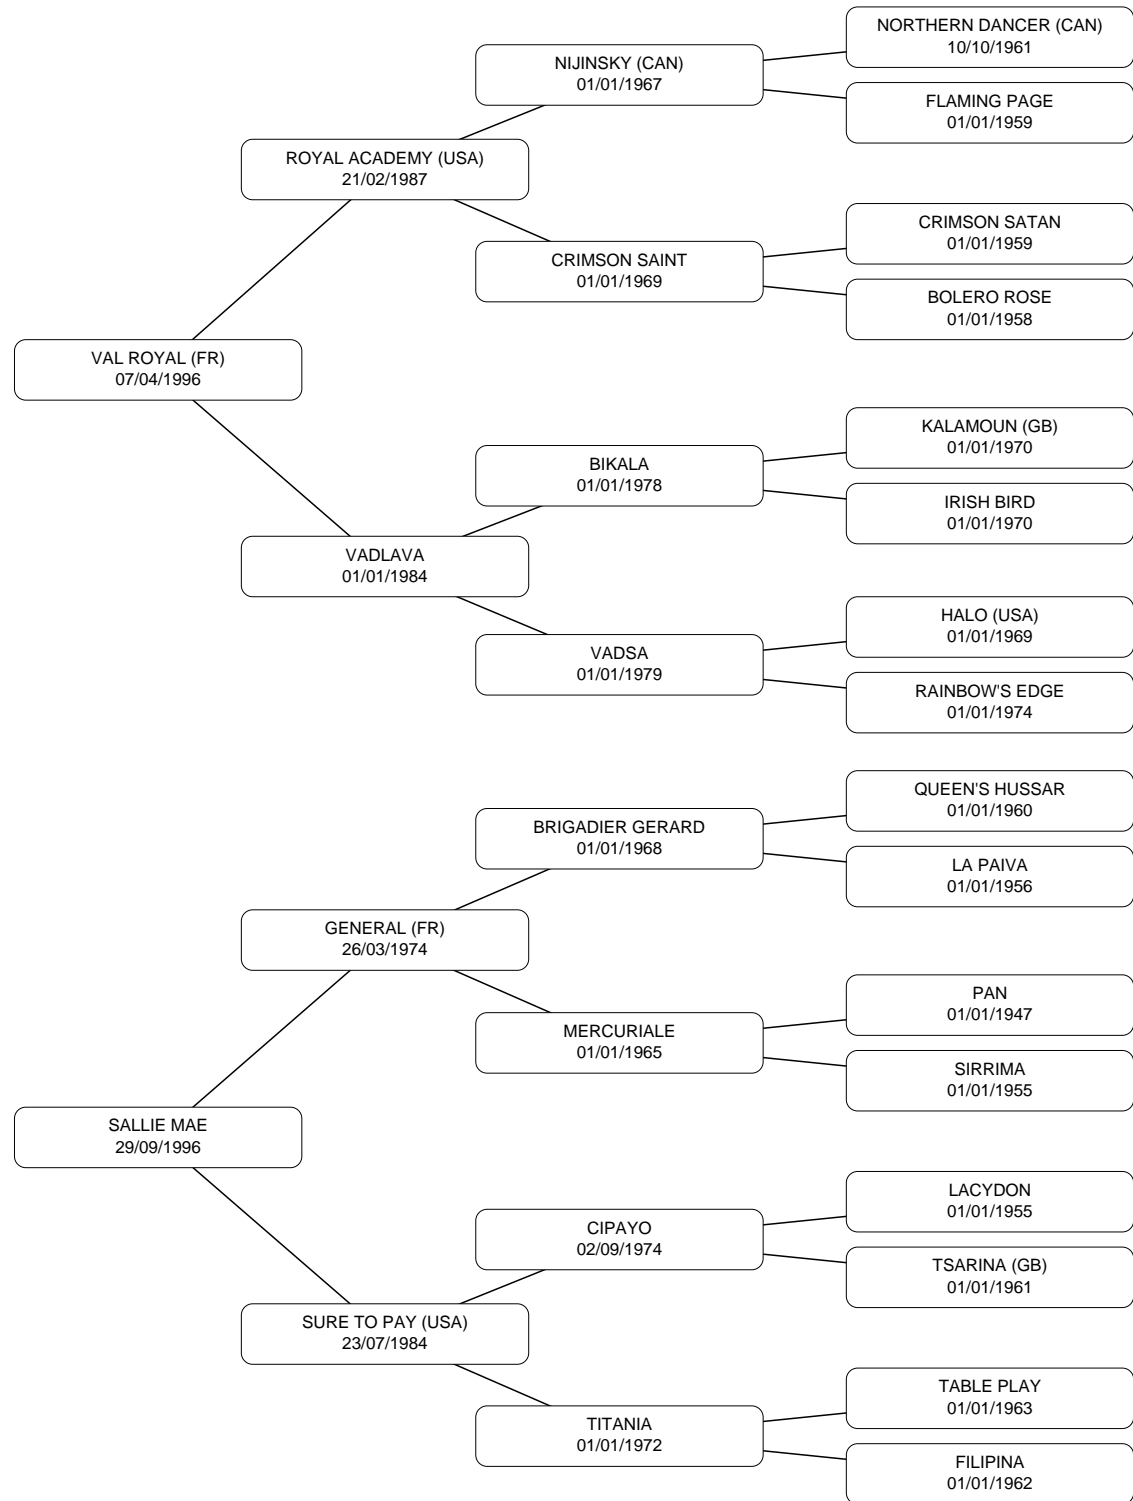 NORTHERN DANCER (CAN)
10/10/1961
NIJINSKY (CAN)
01/01/1967
FLAMING PAGE
01/01/1959
ROYAL ACADEMY (USA)
21/02/1987
CRIMSON SATAN
01/01/1959
CRIMSON SAINT
01/01/1969
BOLERO ROSE
01/01/1958
VAL ROYAL (FR)
07/04/1996
KALAMOUN (GB)
01/01/1970
BIKALA
01/01/1978
IRISH BIRD
01/01/1970
VADLAVA
01/01/1984
HALO (USA)
01/01/1969
VADSA
01/01/1979
RAINBOW'S EDGE
01/01/1974
QUEEN'S HUSSAR
01/01/1960
BRIGADIER GERARD
01/01/1968
LA PAIVA
01/01/1956
GENERAL (FR)
26/03/1974
PAN
01/01/1947
MERCURIALE
01/01/1965
SIRRIMA
01/01/1955
SALLIE MAE
29/09/1996
LACYDON
01/01/1955
CIPAYO
02/09/1974
TSARINA (GB)
01/01/1961
SURE TO PAY (USA)
23/07/1984
TABLE PLAY
01/01/1963
TITANIA
01/01/1972
FILIPINA
01/01/1962